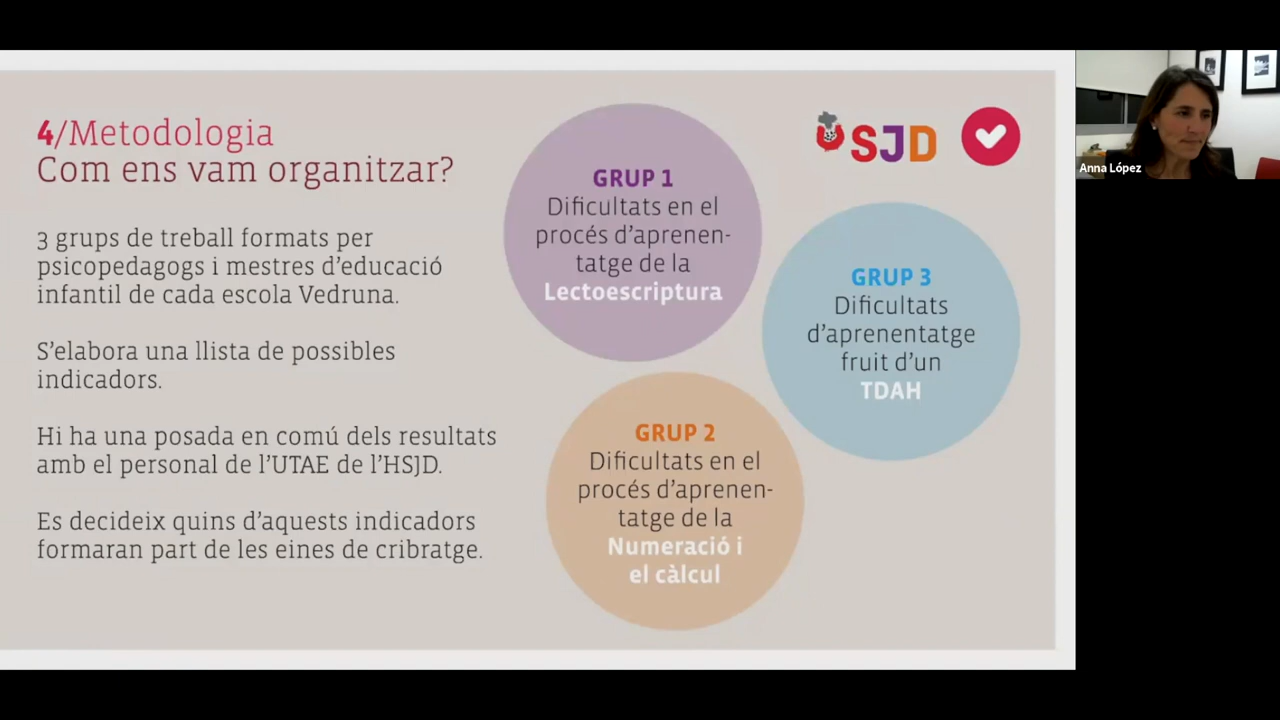 4/Metodologia
Com ens vam organitzar?
3 grups de treball formats per
psicopedagogs i mestres d'educació
infantil de cada escola Vedruna.
S'elabora una llista de possibles
indicadors.
Hi ha una posada en comú dels resultats
amb el personal de l'UTAE de l'HSJD.
Es decideix quins d'aquests indicadors
formaran part de les eines de cribratge.
GRUP 1
Dificultats en el
procés d'aprenen-
tatge de la
Lectoescriptura
GRUP 2
Dificultats en el
procés d'aprenen-
tatge de la
Numeració i
el càlcul
GRUP 3
Dificultats
d'aprenentatge
fruit d'un
TDAH
SJD
Anna López